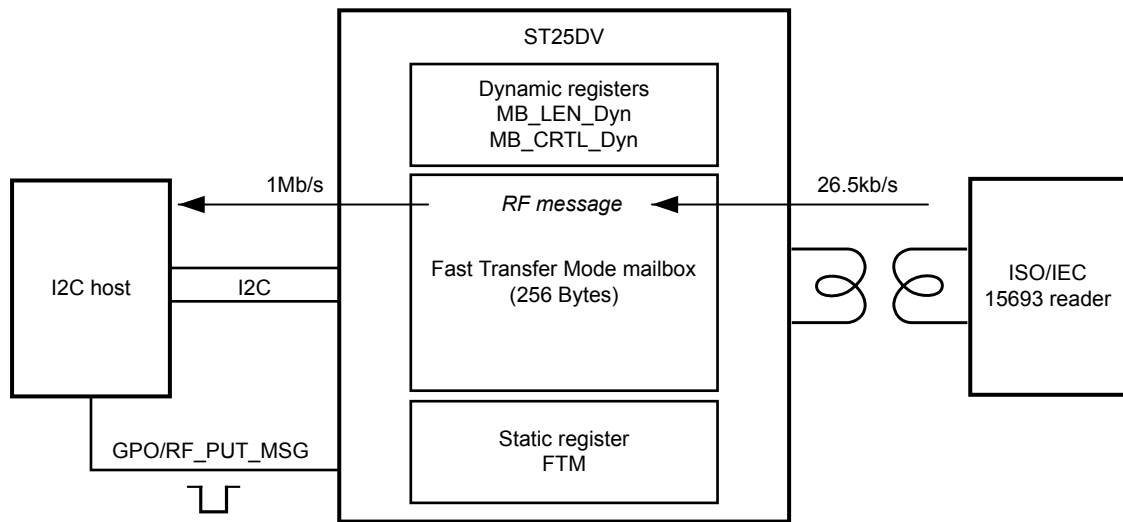 ST25DV
Dynamic registers
MB_LEN_Dyn
MB_CRTL_Dyn
1Mb/s
RF message
26.5kb/s
I2C host
I2C
Fast Transfer Mode mailbox
(256 Bytes)
ISO/IEC
15693 reader
GPO/RF_PUT_MSG
Static register
FTM